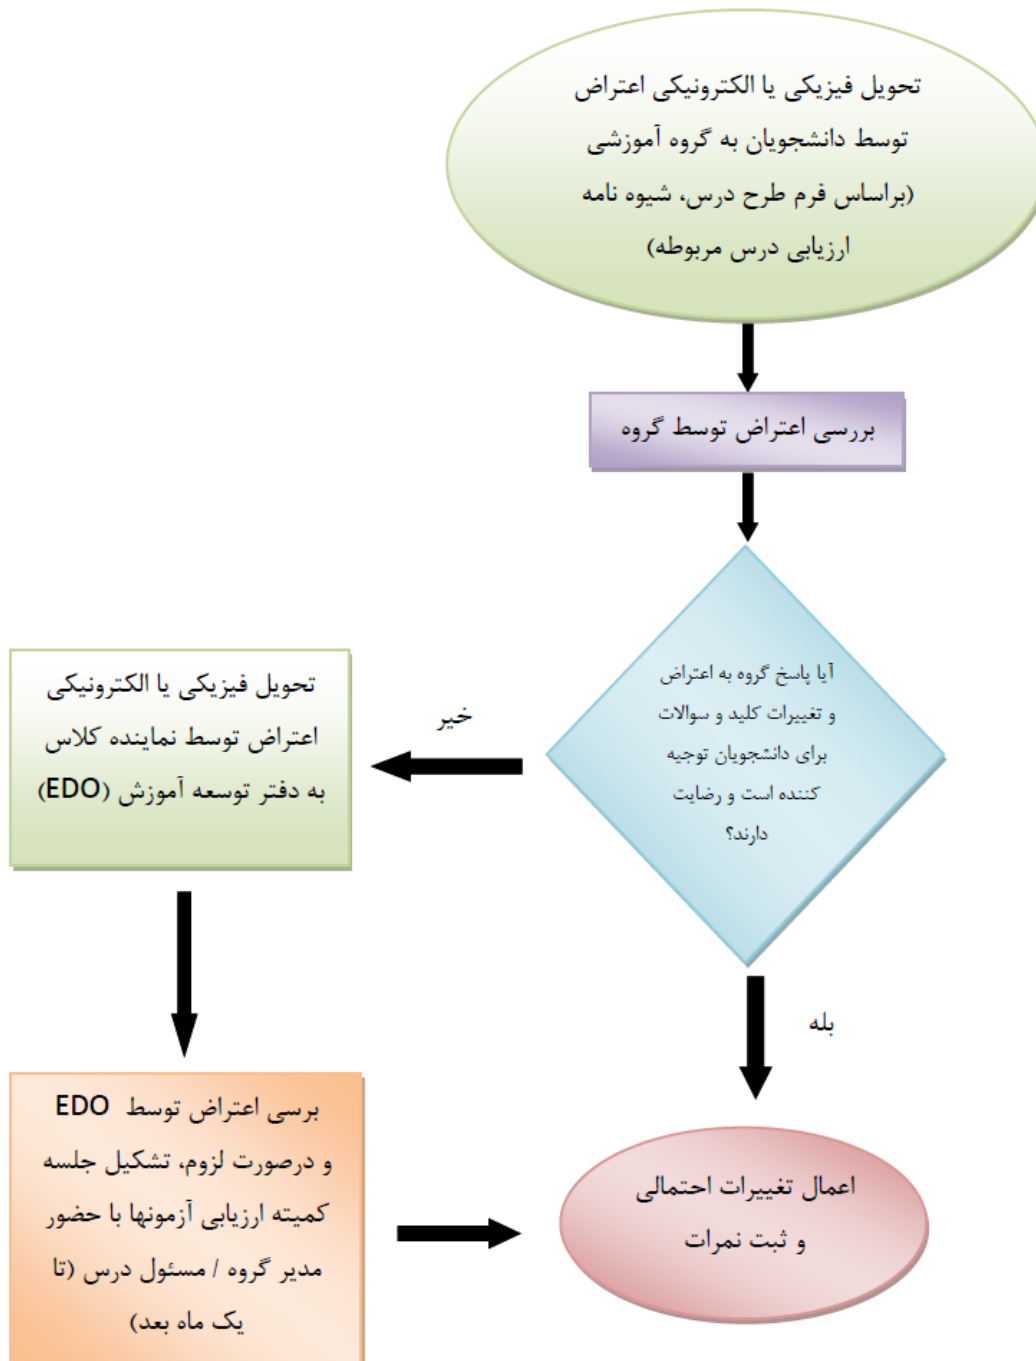 تحویل فیزیکی یا الکترونیکی اعتراض
توسط دانشجویان به گروه آموزشی
(براساس فرم طرح درس، شیوه نامه
ارزیابی درس مربوطه)
بررسی اعتراض توسط گروه
آیا پاسخ گروه به اعتراض
و تغییرات کلید و سوالات
برای دانشجویان توجیه
کننده است و رضایت
دارند؟
خیر
تحویل فیزیکی یا الکترونیکی
اعتراض توسط نماینده کلاس
به دفتر توسعه آموزش (EDO)
بله
برسی اعتراض توسط EDO
و درصورت لزوم، تشکیل جلسه
کمیته ارزیابی آزمونها با حضور
مدیر گروه / مسئول درس (تا
یک ماه بعد)
اعمال تغییرات احتمالی
و ثبت نمرات